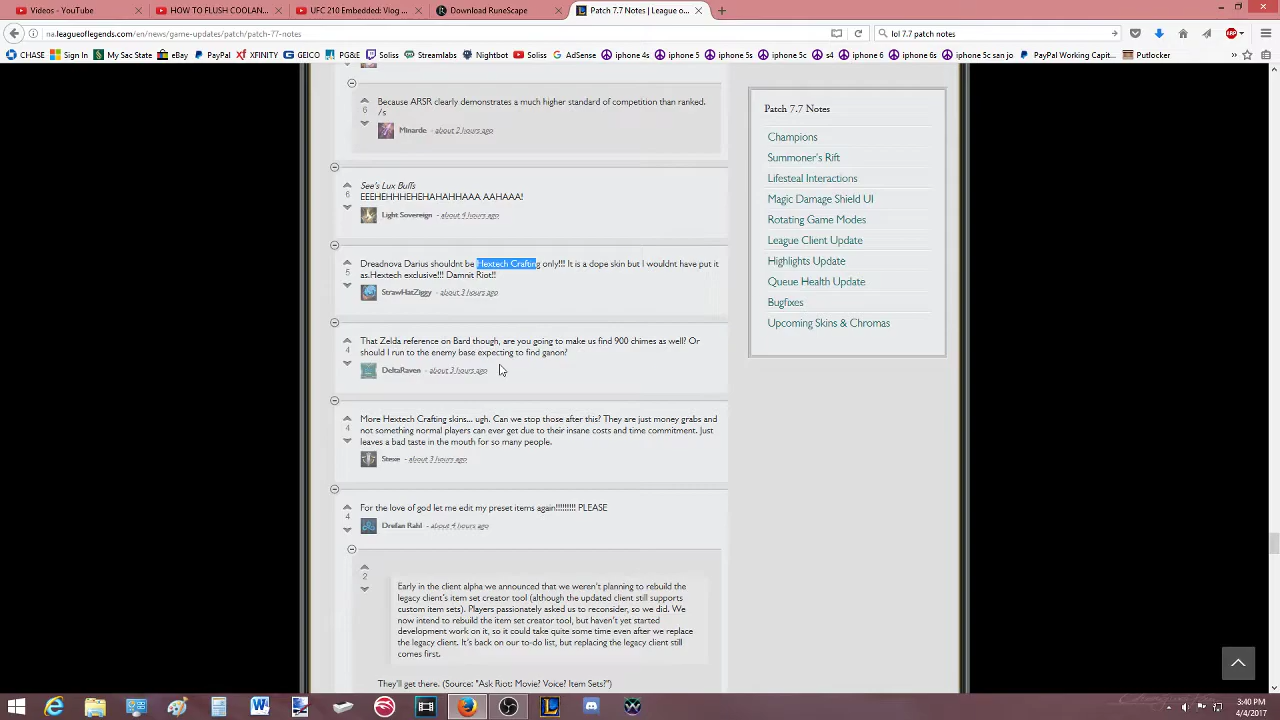 Videos - YouTube
HOW TO FLUSH COOLAN...
UFC 210 Embedded: Vlog ...
Download RuneScape
Patch 7.7 Notes | League o...
na.leagueoflegends.com/en/news/game-updates/patch/patch-77-notes
lol 7.7 patch notes
CHASE
Sign In
My Sac State
eBay
PayPal
XFINITY
GEICO
PG&E
Soliss
Streamlabs
Nightbot
Soliss
GAdSense
iphone 4s
iphone 5
iphone 5s
s4
iphone 6
iphone 6s
iphone 5c san jo
PayPal Working Capit...
Putlocker
Because ARSR clearly demonstrates a much higher standard of competition than ranked.
/s
6
Minarde - about 2 hours ago
See's Lux Buffs
EEEHEHHHEHEHAHAHHAAA AAHAAA!
6
Light Sovereign - about 4 hours ago
Dreadnova Darius shouldnt be Hextech Crafting only!!! It is a dope skin but I wouldnt have put it
as.Hextech exclusive!!! Damnit Riot!!
5
StrawHatZiggy - about 3 hours ago
That Zelda reference on Bard though, are you going to make us find 900 chimes as well? Or
should I run to the enemy base expecting to find ganon?
4
DeltaRaven - about 3 hours ago
More Hextech Crafting skins... ugh. Can we stop those after this? They are just money grabs and
not something normal players can ever get due to their insane costs and time commitment. Just
leaves a bad taste in the mouth for so many people.
4
Stexe - about 3 hours ago
For the love of god let me edit my preset items again!!!!!!!!!! PLEASE
4
Drefan Rahl - about 4 hours ago
2
Early in the client alpha we announced that we weren't planning to rebuild the
legacy client's item set creator tool (although the updated client still supports
custom item sets). Players passionately asked us to reconsider, so we did. We
now intend to rebuild the item set creator tool, but haven't yet started
development work on it, so it could take quite some time even after we replace
the legacy client. It's back on our to-do list, but replacing the legacy client still
comes first.
They'll get there. (Source: "Ask Riot: Movie? Voice? Item Sets?")
Patch 7.7 Notes
Champions
Summoner's Rift
Lifesteal Interactions
Magic Damage Shield UI
Rotating Game Modes
League Client Update
Highlights Update
Queue Health Update
Bugfixes
Upcoming Skins & Chromas
3:40 PM
4/4/2017